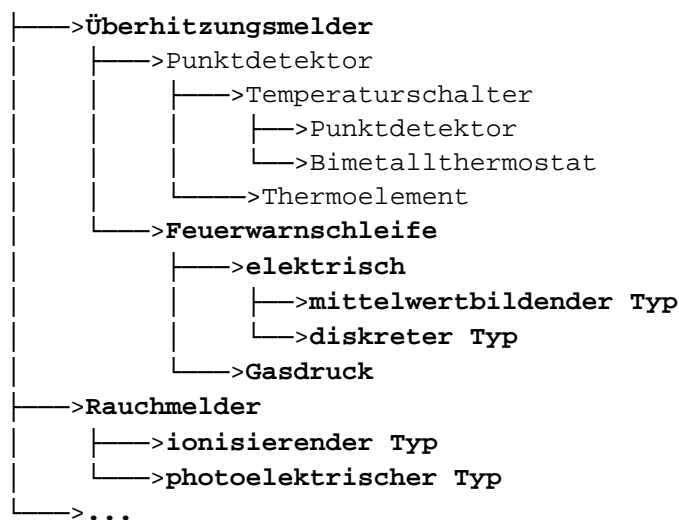 ├───>Überhitzungsmelder
│   ├───>Punktdetektor
│   │   ├───>Temperaturschalter
│   │   │   ├──>Punktdetektor
│   │   │   └──>Bimetallthermostat
│   │   └────>Thermoelement
│   └───>Feuerwarnschleife
│       ├───>elektrisch
│       │   ├──>mittelwertbildender Typ
│       │   └──>diskreter Typ
│       └───>Gasdruck
├───>Rauchmelder
│   ├───>ionisierender Typ
│   └───>photoelektrischer Typ
└───>...